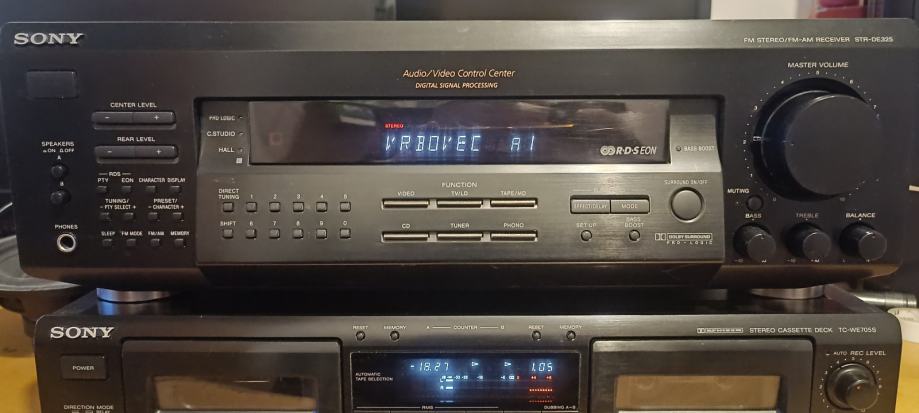 SONY
FM STEREO/FM-AM RECEIVER STR-DE325
Audio/Video Control Center
DIGITAL SIGNAL PROCESSING
MASTER VOLUME
CENTER LEVEL
- +
REAR LEVEL
- +
SPEAKERS
ON OFF
A
B
RDS
PTY EON CHARACTER DISPLAY
TUNING/
- PTY SELECT +
PRESET/
- CHARACTER +
PHONES
SLEEP FM MODE FM/AM MEMORY
PRO LOGIC
C.STUDIO
HALL
STEREO
VRBOVEC A1
R·D·S EON
BASS BOOST
DIRECT
TUNING
1 2 3 4 5
SHIFT
6 7 8 9 0
FUNCTION
VIDEO TV/LD TAPE/MD
CD TUNER PHONO
EFFECT/DELAY MODE
SET UP
BASS
BOOST
SURROUND ON/OFF
DOLBY SURROUND
PRO·LOGIC
MUTING
BASS TREBLE BALANCE
SONY
RESET MEMORY A COUNTER B RESET MEMORY
STEREO CASSETTE DECK TC-WE705S
POWER
AUTOMATIC
TAPE SELECTION
-18.27 1.05
AUTO REC LEVEL
DIRECTION MODE
RMS
DUBBING A-B